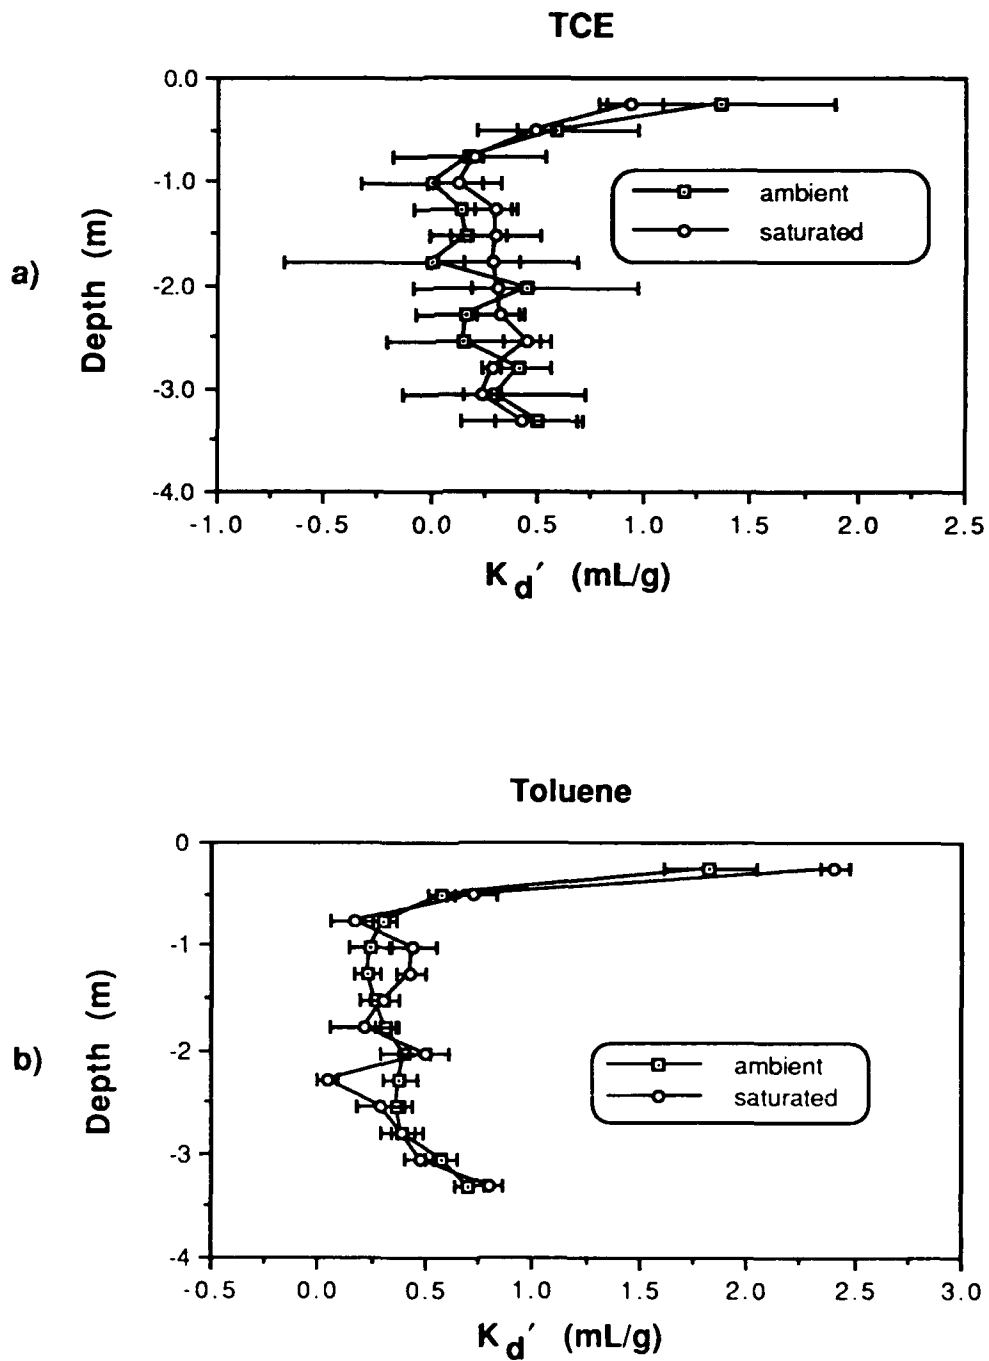 TCE
0.0
-1.0
-2.0
-3.0
-4.0
Depth (m)
a)
ambient
saturated
-1.0 -0.5 0.0 0.5 1.0 1.5 2.0 2.5
Kd′ (mL/g)
Toluene
0
-1
-2
-3
-4
Depth (m)
b)
ambient
saturated
-0.5 0.0 0.5 1.0 1.5 2.0 2.5 3.0
Kd′ (mL/g)